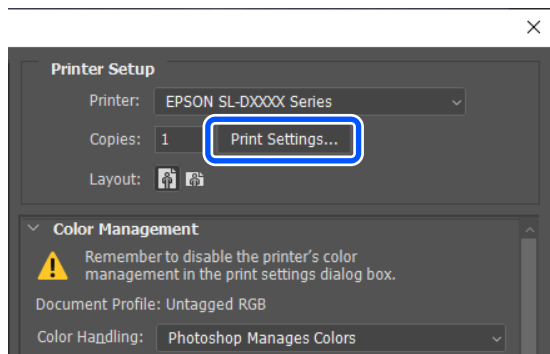 Printer Setup
Printer: EPSON SL-DXXXX Series
Copies: 1 Print Settings...
Layout:
Color Management
Remember to disable the printer's color
management in the print settings dialog box.
Document Profile: Untagged RGB
Color Handling: Photoshop Manages Colors